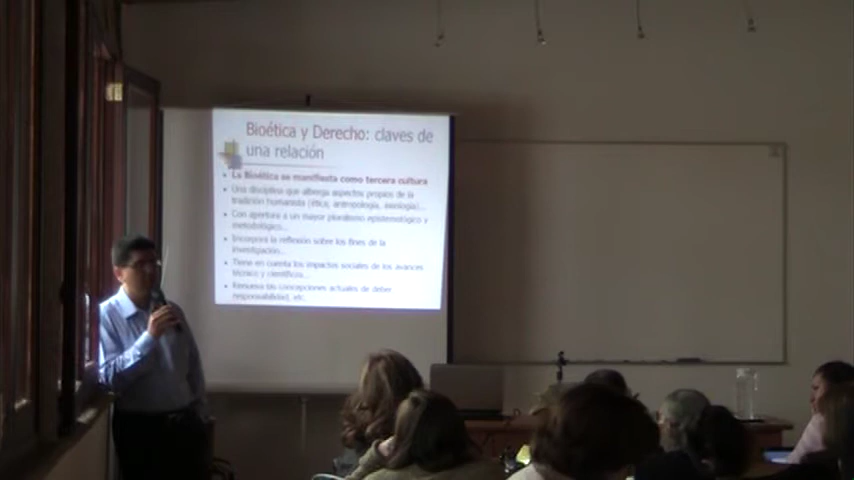 Bioética y Derecho: claves de
una relación
La Bioética se manifiesta como tercera cultura
Una disciplina que alberga aspectos propios de la
tradición humanista (ética, antropología, axiología)...
Con apertura a un mayor pluralismo epistemológico y
metodológico...
Incorpora la reflexión sobre los fines de la
investigación...
Tiene en cuenta los impactos sociales de los avances
técnico y científicos...
Renueva las concepciones actuales de deber
responsabilidad, etc.